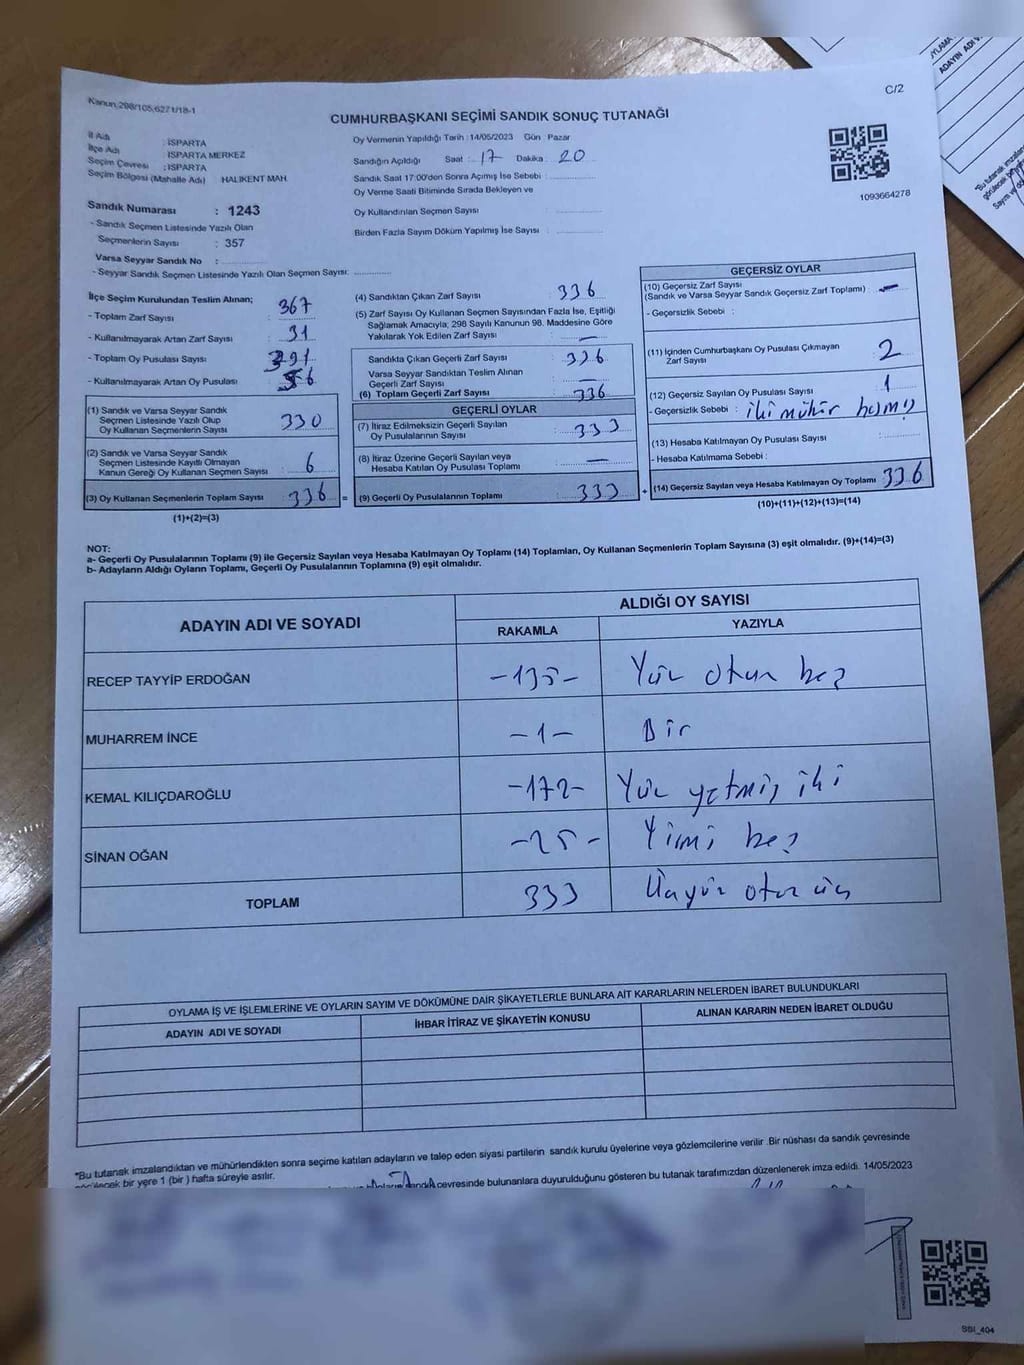 Kanun:298/105,6271/18-1
C/2
CUMHURBAŞKANI SEÇİMİ SANDIK SONUÇ TUTANAĞI
İl Adı : ISPARTA
İlçe Adı : ISPARTA MERKEZ
Seçim Çevresi : ISPARTA
Seçim Bölgesi (Mahalle Adı) HALIKENT MAH.
Sandık Numarası : 1243
- Sandık Seçmen Listesinde Yazılı Olan
Seçmenlerin Sayısı : 357
Varsa Seyyar Sandık No :
- Seyyar Sandık Seçmen Listesinde Yazılı Olan Seçmen Sayısı:
Oy Vermenin Yapıldığı Tarih : 14/05/2023 Gün : Pazar
Sandığın Açıldığı Saat : 17 Dakika : 20
Sandık Saat 17:00'den Sonra Açımış İse Sebebi :
Oy Verme Saati Bitiminde Sırada Bekleyen ve
Oy Kullandırılan Seçmen Sayısı :
Birden Fazla Sayım Döküm Yapılmış İse Sayısı :
1093664278
İlçe Seçim Kurulundan Teslim Alınan;
- Toplam Zarf Sayısı : 367
- Kullanılmayarak Artan Zarf Sayısı : 31
- Toplam Oy Pusulası Sayısı : 391
- Kullanılmayarak Artan Oy Pusulası :
(1) Sandık ve Varsa Seyyar Sandık
Seçmen Listesinde Yazılı Olup
Oy Kullanan Seçmenlerin Sayısı : 330
(2) Sandık ve Varsa Seyyar Sandık
Seçmen Listesinde Kayıtlı Olmayan
Kanun Gereği Oy Kullanan Seçmen Sayısı : 6
(3) Oy Kullanan Seçmenlerin Toplam Sayısı : 336 =
(1)+(2)=(3)
(4) Sandıktan Çıkan Zarf Sayısı : 336
(5) Zarf Sayısı Oy Kullanan Seçmen Sayısından Fazla İse, Eşitliği
Sağlamak Amacıyla; 298 Sayılı Kanunun 98. Maddesine Göre
Yakılarak Yok Edilen Zarf Sayısı : —
Sandıkta Çıkan Geçerli Zarf Sayısı : 336
Varsa Seyyar Sandıktan Teslim Alınan
Geçerli Zarf Sayısı : —
(6) Toplam Geçerli Zarf Sayısı : 336
GEÇERLİ OYLAR
(7) İtiraz Edilmeksizin Geçerli Sayılan
Oy Pusulalarının Sayısı : 333
(8) İtiraz Üzerine Geçerli Sayılan veya
Hesaba Katılan Oy Pusulası Toplamı : —
(9) Geçerli Oy Pusulalarının Toplamı : 333 +
GEÇERSİZ OYLAR
(10) Geçersiz Zarf Sayısı : —
(Sandık ve Varsa Seyyar Sandık Geçersiz Zarf Toplamı)
- Geçersizlik Sebebi :
(11) İçinden Cumhurbaşkanı Oy Pusulası Çıkmayan
Zarf Sayısı : 2
(12) Geçersiz Sayılan Oy Pusulası Sayısı : 1
- Geçersizlik Sebebi : iki mühür
(13) Hesaba Katılmayan Oy Pusulası Sayısı :
- Hesaba Katılmama Sebebi :
(14) Geçersiz Sayılan veya Hesaba Katılmayan Oy Toplamı : 336
(10)+(11)+(12)+(13)=(14)
NOT:
a- Geçerli Oy Pusulalarının Toplamı (9) ile Geçersiz Sayılan veya Hesaba Katılmayan Oy Toplamı (14) Toplamları, Oy Kullanan Seçmenlerin Toplam Sayısına (3) eşit olmalıdır. (9)+(14)=(3)
b- Adayların Aldığı Oyların Toplamı, Geçerli Oy Pusulalarının Toplamına (9) eşit olmalıdır.
ADAYIN ADI VE SOYADI
ALDIĞI OY SAYISI
RAKAMLA YAZIYLA
RECEP TAYYİP ERDOĞAN -135- Yüz otuz beş
MUHARREM İNCE -1- Bir
KEMAL KILIÇDAROĞLU -172- Yüz yetmiş iki
SİNAN OĞAN -25- Yirmi beş
TOPLAM 333 Üçyüz otuz üç
OYLAMA İŞ VE İŞLEMLERİNE VE OYLARIN SAYIM VE DÖKÜMÜNE DAİR ŞİKAYETLERLE BUNLARA AİT KARARLARIN NELERDEN İBARET BULUNDUKLARI
ADAYIN ADI VE SOYADI İHBAR İTİRAZ VE ŞİKAYETİN KONUSU ALINAN KARARIN NEDEN İBARET OLDUĞU
*Bu tutanak imzalandıktan ve mühürlendikten sonra seçime katılan adayların ve talep eden siyasi partilerin sandık kurulu üyelerine veya gözlemcilerine verilir .Bir nüshası da sandık çevresinde
görülecek bir yere 1 (bir ) hafta süreyle asılır.
sandık çevresinde bulunanlara duyurulduğunu gösteren bu tutanak tarafımızdan düzenlenerek imza edildi. 14/05/2023
SBI_404